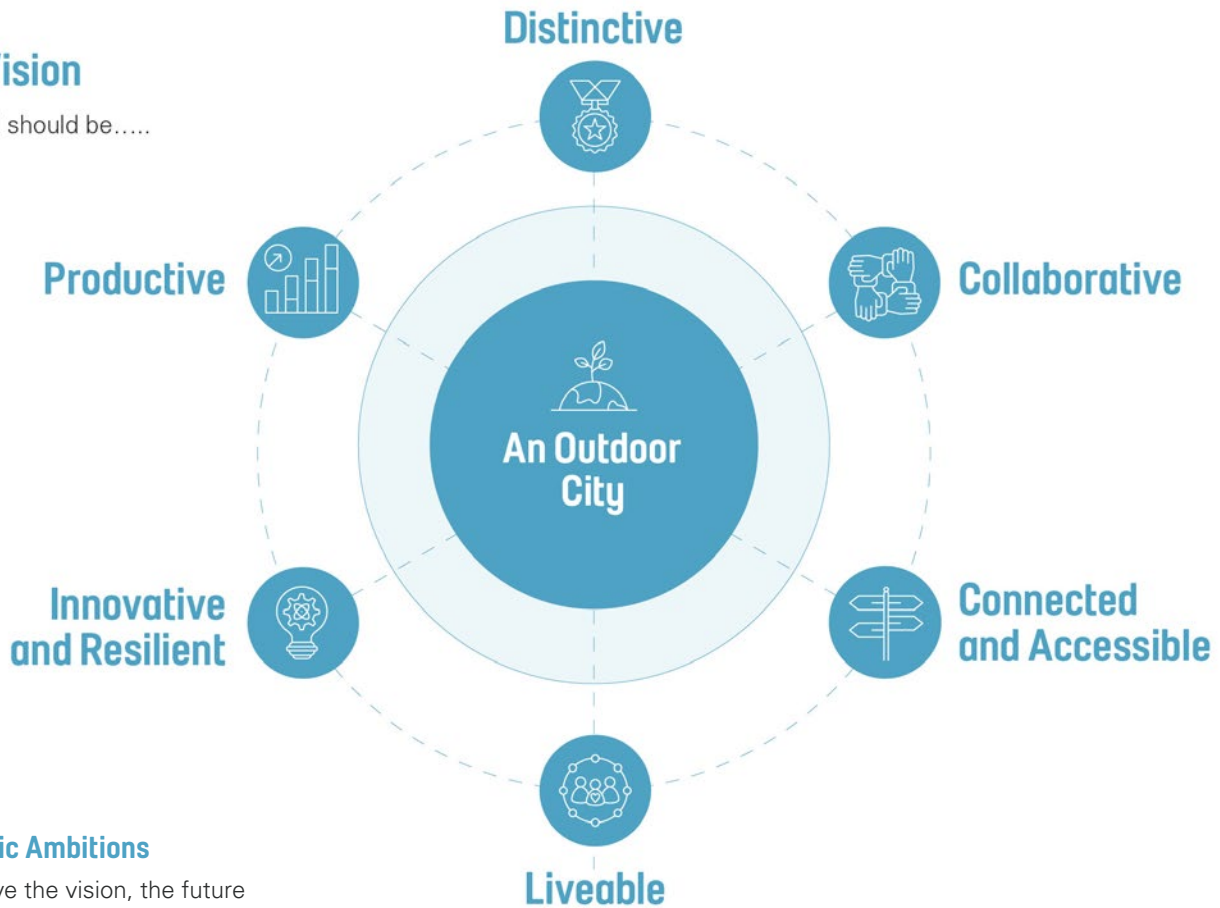 Distinctive
ision
should be.....
Productive
Collaborative
An Outdoor
City
Innovative
and Resilient
Connected
and Accessible
Liveable
ic Ambitions
ve the vision, the future